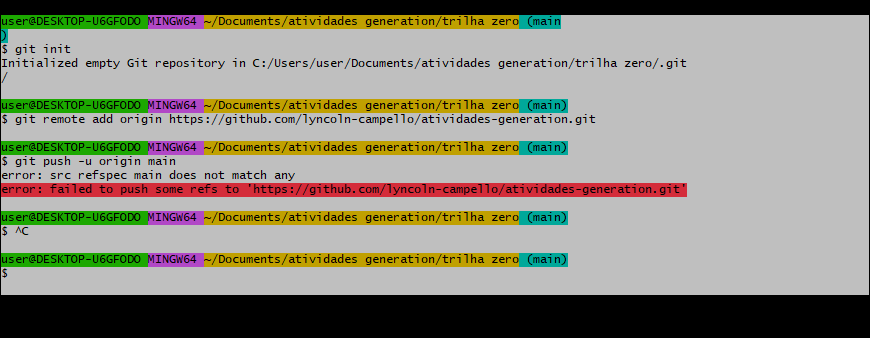 user@DESKTOP-U6GFODO MINGW64 ~/Documents/atividades generation/trilha zero (main
)
$ git init
Initialized empty Git repository in C:/Users/user/Documents/atividades generation/trilha zero/.git
/
user@DESKTOP-U6GFODO MINGW64 ~/Documents/atividades generation/trilha zero (main)
$ git remote add origin https://github.com/lyncoln-campello/atividades-generation.git
user@DESKTOP-U6GFODO MINGW64 ~/Documents/atividades generation/trilha zero (main)
$ git push -u origin main
error: src refspec main does not match any
error: failed to push some refs to 'https://github.com/lyncoln-campello/atividades-generation.git'
user@DESKTOP-U6GFODO MINGW64 ~/Documents/atividades generation/trilha zero (main)
$ ^C
user@DESKTOP-U6GFODO MINGW64 ~/Documents/atividades generation/trilha zero (main)
$